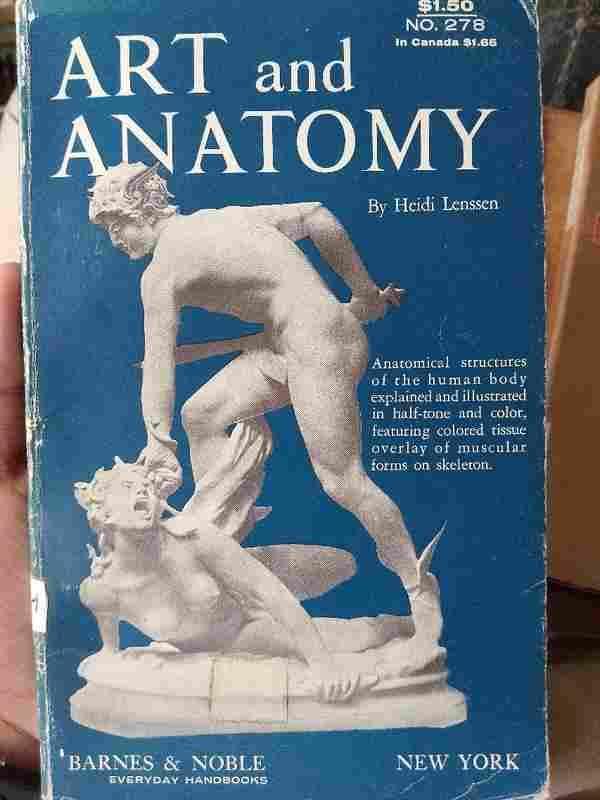 $1.50
NO. 278
In Canada $1.65
ART and
ANATOMY
By Heidi Lenssen
Anatomical structures
of the human body
explained and illustrated
in half-tone and color,
featuring colored tissue
overlay of muscular
forms on skeleton.
BARNES & NOBLE
EVERYDAY HANDBOOKS
NEW YORK